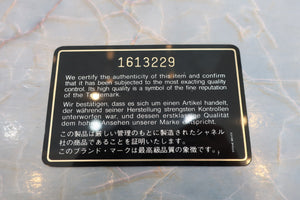 1613229
We certify the authenticity of this item and confirm
that it has been subjected to the most exacting quality
control. Its high quality is a symbol of the fine reputation
of the Trademark.
Wir bestätigen, dass es sich um einen Artikel handelt,
der während seiner Herstellung strengsten Kontrollen
unterworfen war, und dessen erstklassige Qualität
dem hohen Ansehen unserer Marke entspricht.
この製品は厳しい管理のもとに製造されたシャネル
社の商品であることを証明いたします。
このブランド・マークは最高級品質の象徴です。